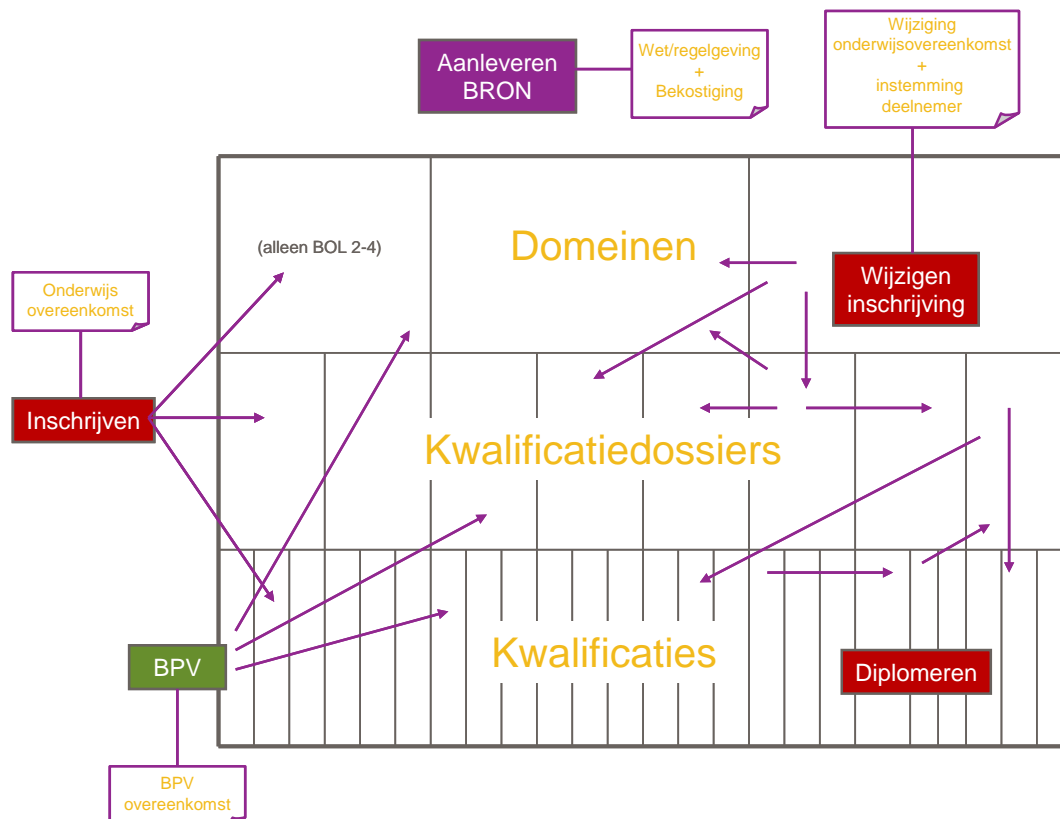 Aanleveren
BRON
Wet/regelgeving
+
Bekostiging
Wijziging
onderwijsovereenkomst
+
instemming
deelnemer
(alleen BOL 2-4)
Domeinen
Wijzigen
inschrijving
Onderwijs
overeenkomst
Inschrijven
Kwalificatiedossiers
BPV
Kwalificaties
Diplomeren
BPV
overeenkomst